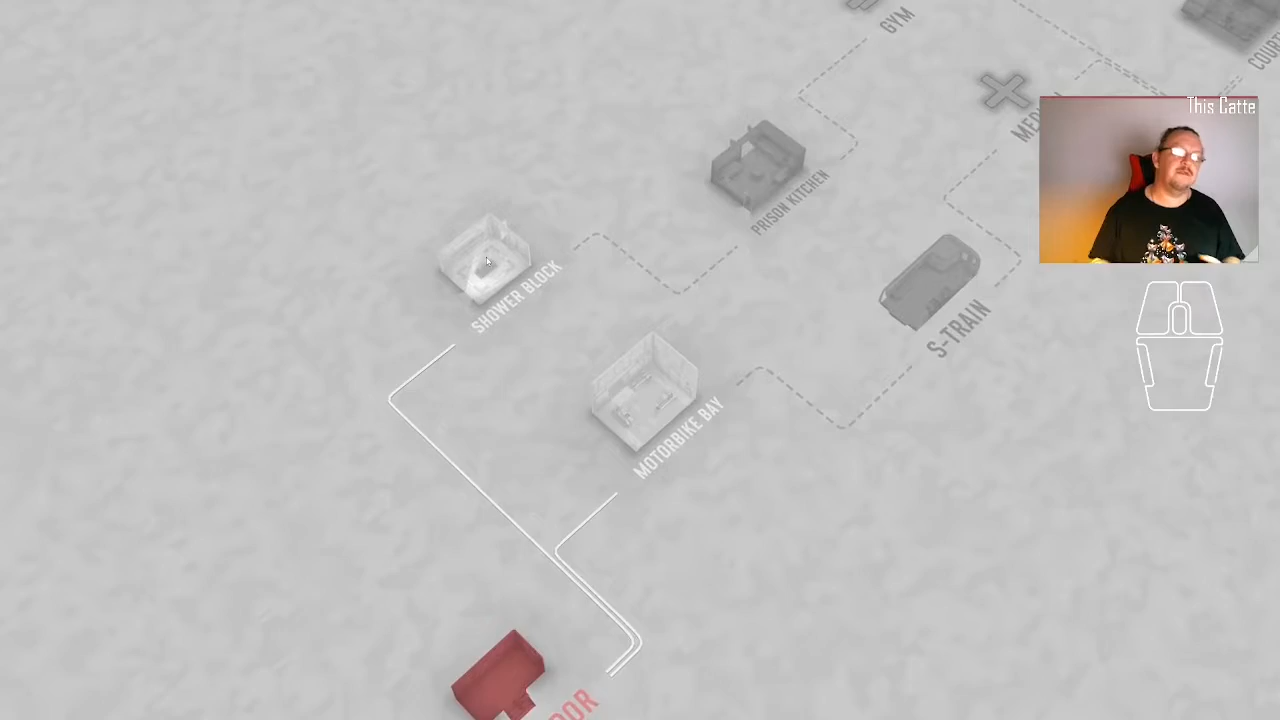 GYM
This Catte
PRISON KITCHEN
SHOWER BLOCK
S-TRAIN
MOTORBIKE BAY